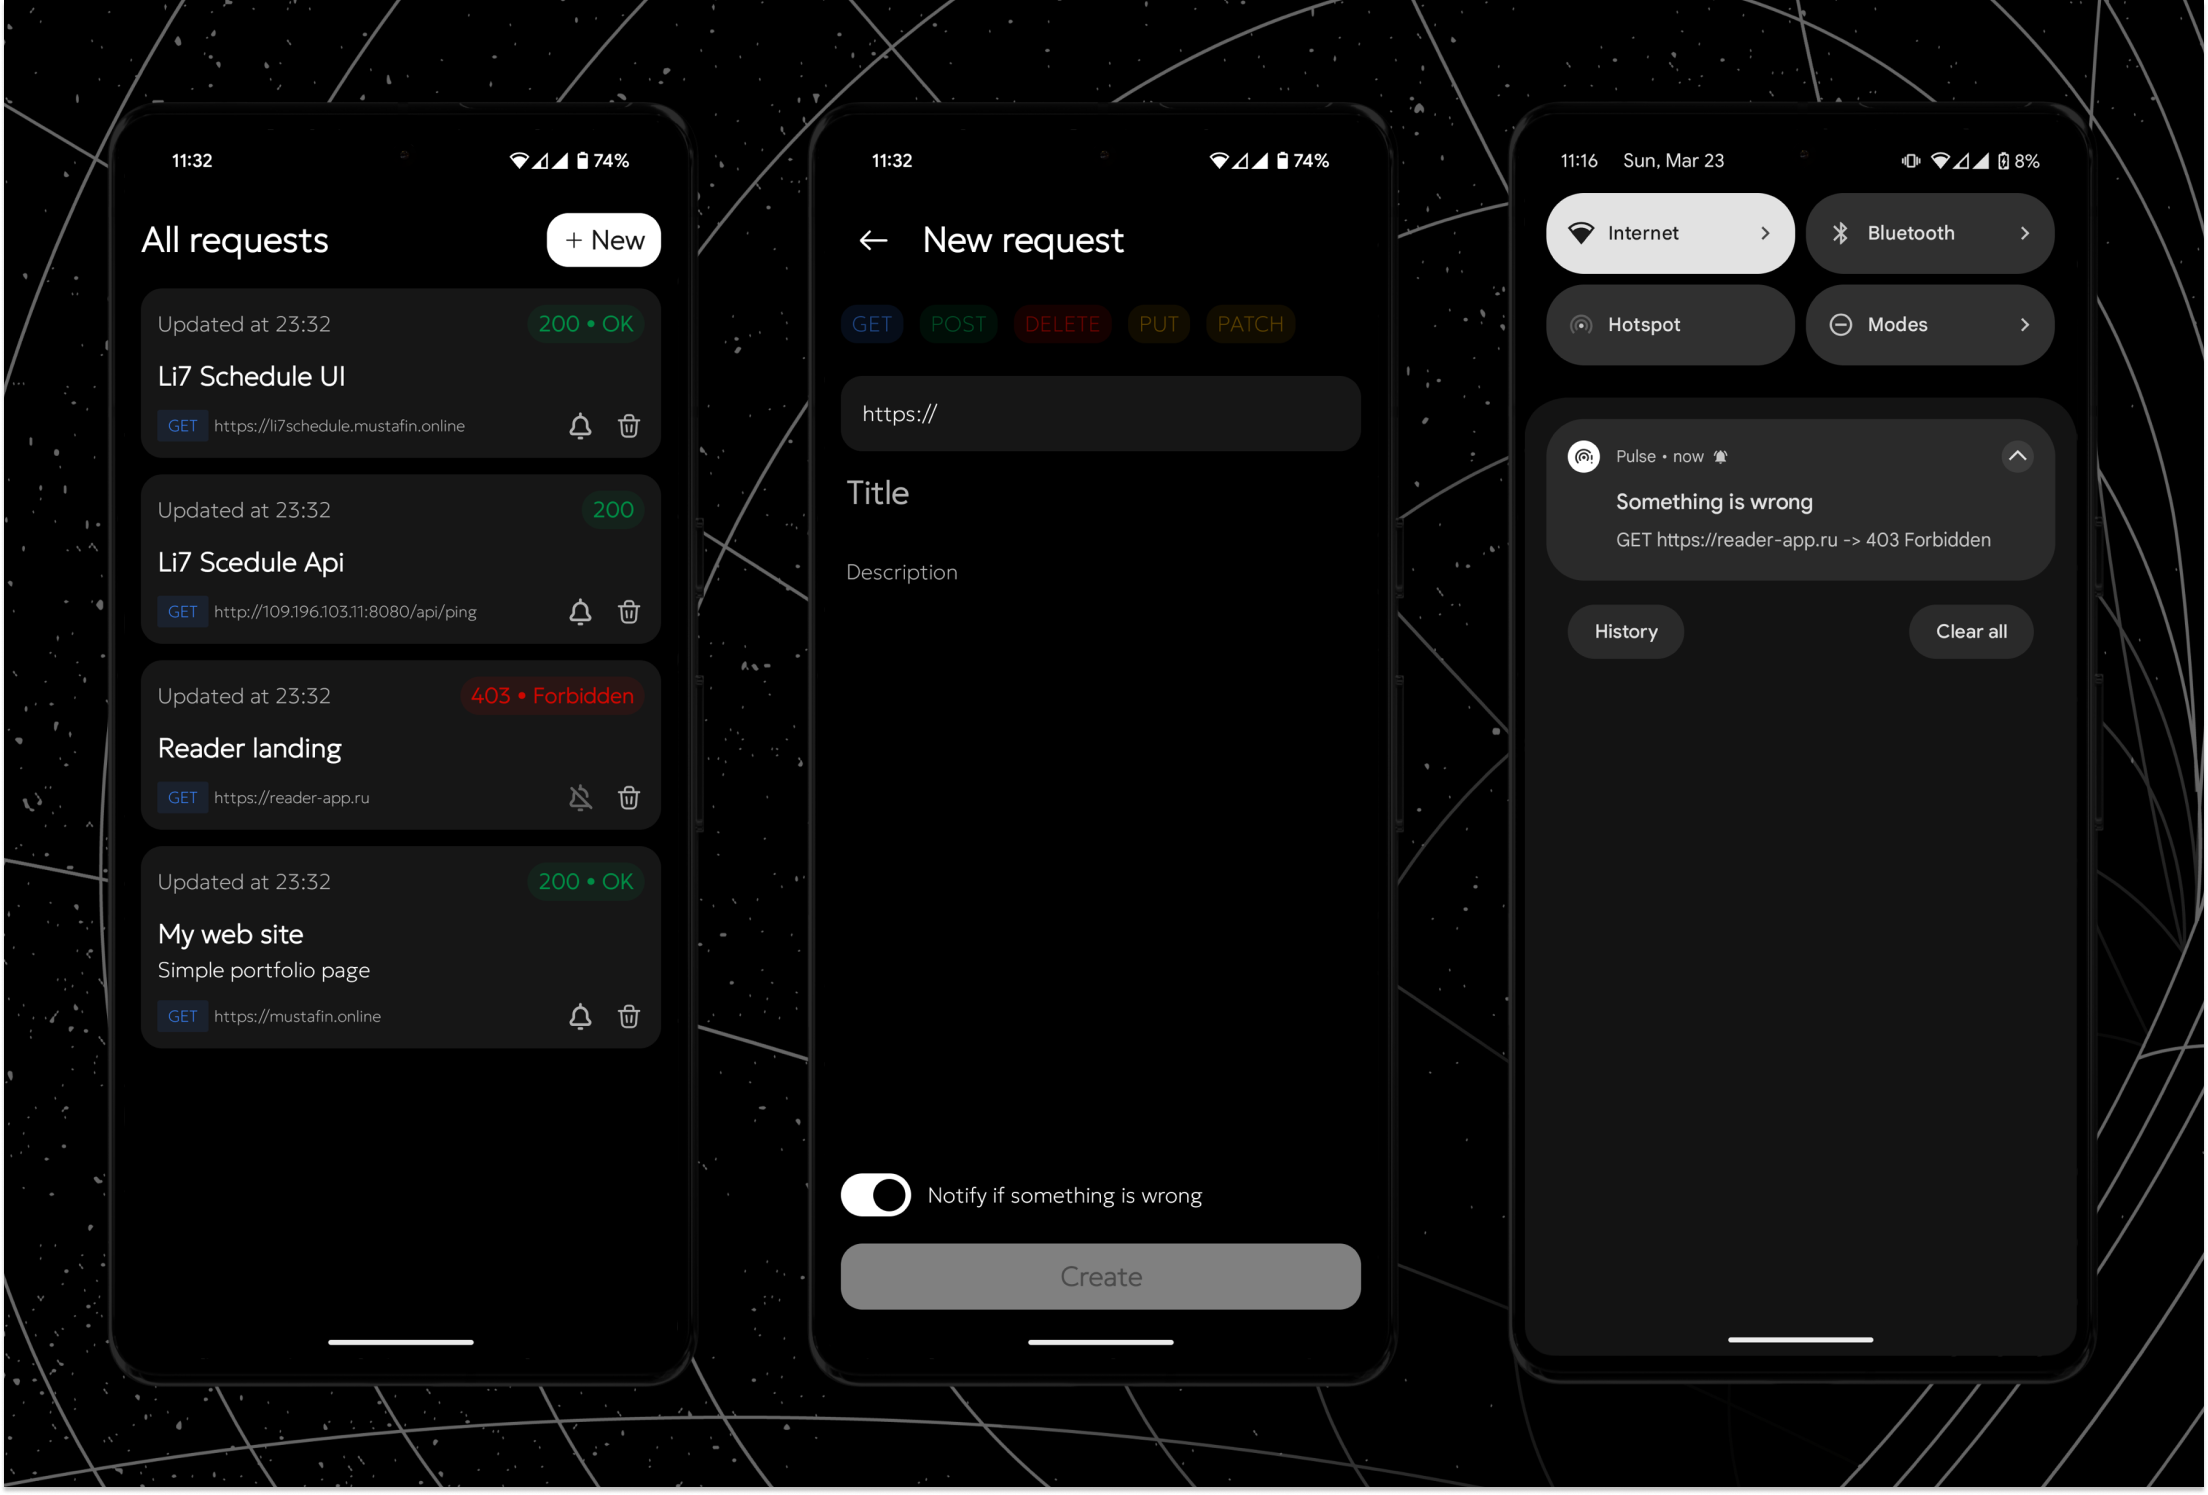 11:32
74%
All requests
+ New
Updated at 23:32
200 • OK
Li7 Schedule UI
GET https://li7schedule.mustafin.online
Updated at 23:32
200
Li7 Scedule Api
GET http://109.196.103.11:8080/api/ping
Updated at 23:32
403 • Forbidden
Reader landing
GET https://reader-app.ru
Updated at 23:32
200 • OK
My web site
Simple portfolio page
GET https://mustafin.online
11:32
74%
New request
GET POST DELETE PUT PATCH
https://
Title
Description
Notify if something is wrong
Create
11:16 Sun, Mar 23
8%
Internet
Bluetooth
Hotspot
Modes
Pulse • now
Something is wrong
GET https://reader-app.ru -> 403 Forbidden
History
Clear all